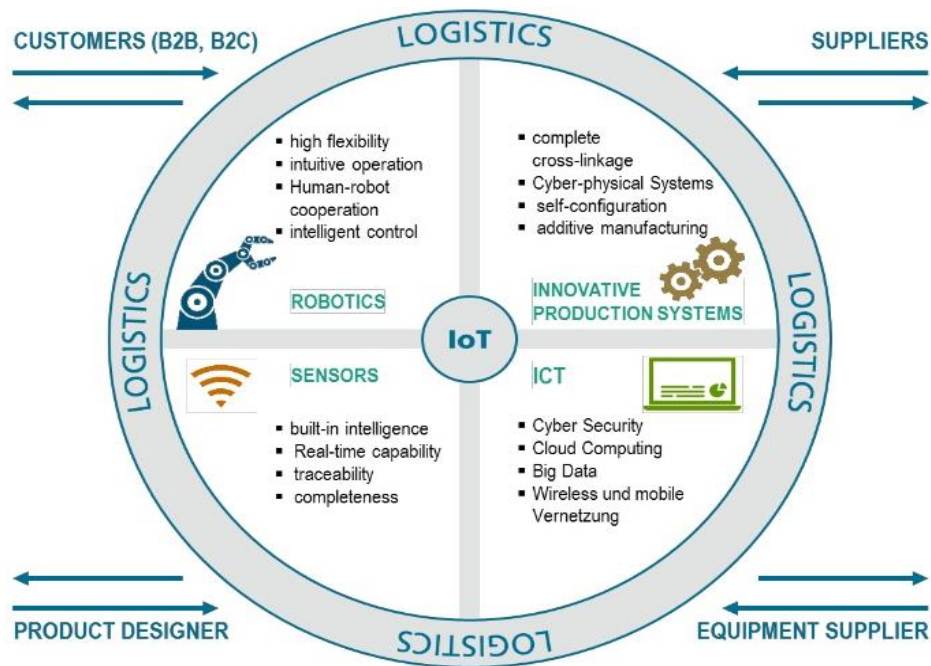 LOGISTICS
CUSTOMERS (B2B, B2C)
SUPPLIERS
▪ high flexibility
▪ intuitive operation
▪ Human-robot
cooperation
▪ intelligent control
▪ complete
cross-linkage
▪ Cyber-physical Systems
▪ self-configuration
▪ additive manufacturing
LOGISTICS
ROBOTICS
INNOVATIVE
PRODUCTION SYSTEMS
LOGISTICS
IoT
SENSORS
ICT
▪ built-in intelligence
▪ Real-time capability
▪ traceability
▪ completeness
▪ Cyber Security
▪ Cloud Computing
▪ Big Data
▪ Wireless und mobile
Vernetzung
PRODUCT DESIGNER
EQUIPMENT SUPPLIER
LOGISTICS